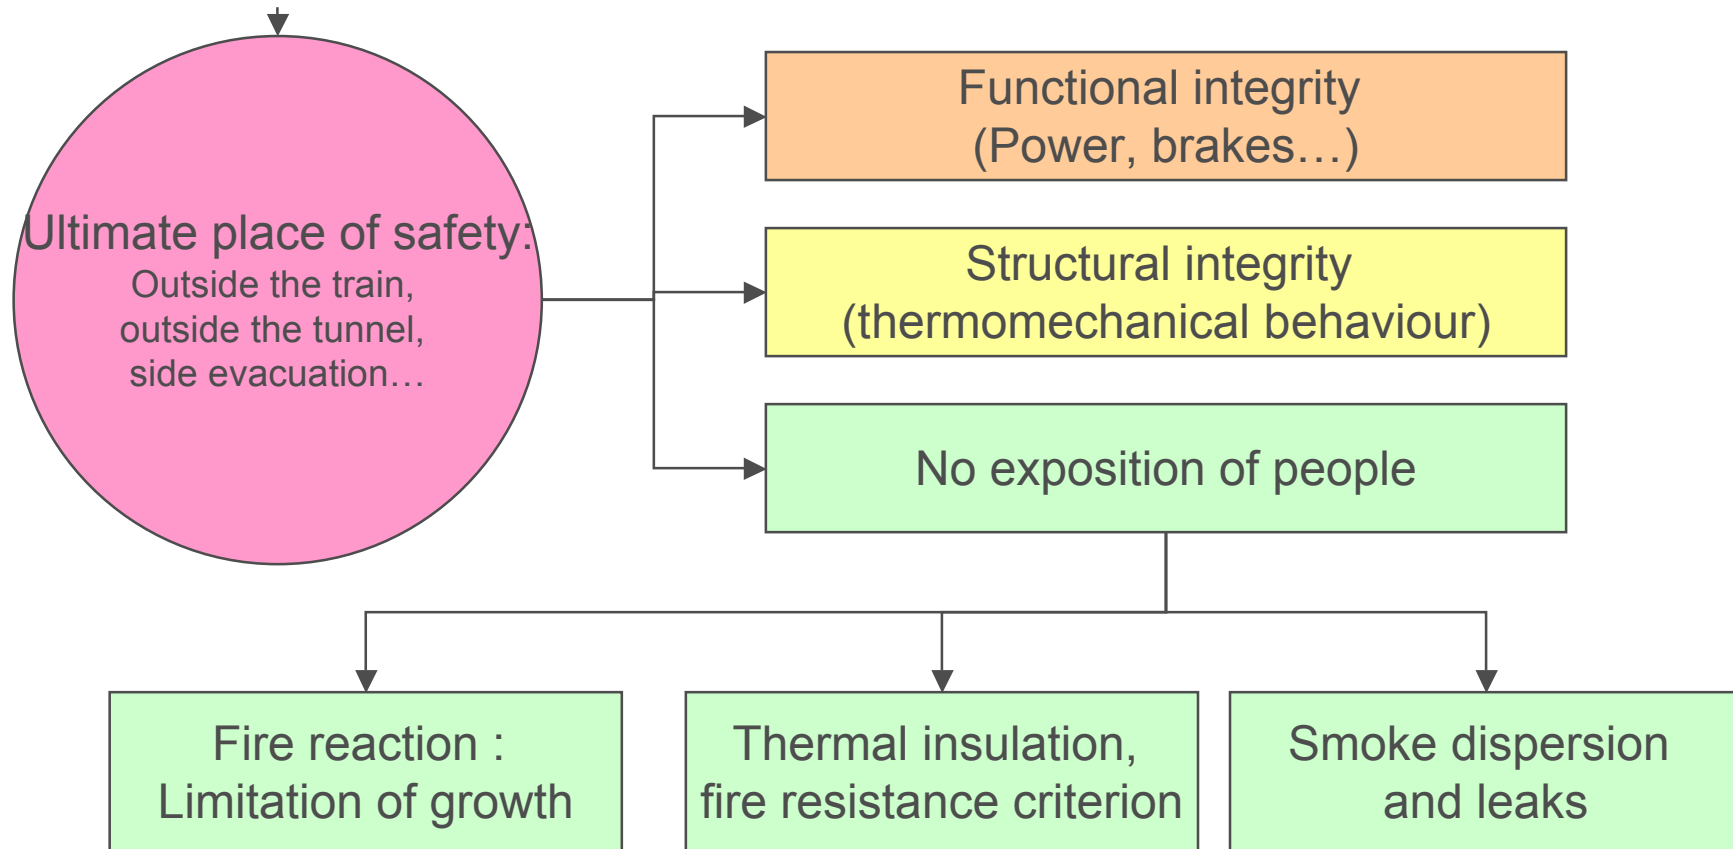 Ultimate place of safety:
Outside the train,
outside the tunnel,
side evacuation…
Functional integrity
(Power, brakes…)
Structural integrity
(thermomechanical behaviour)
No exposition of people
Fire reaction :
Limitation of growth
Thermal insulation,
fire resistance criterion
Smoke dispersion
and leaks